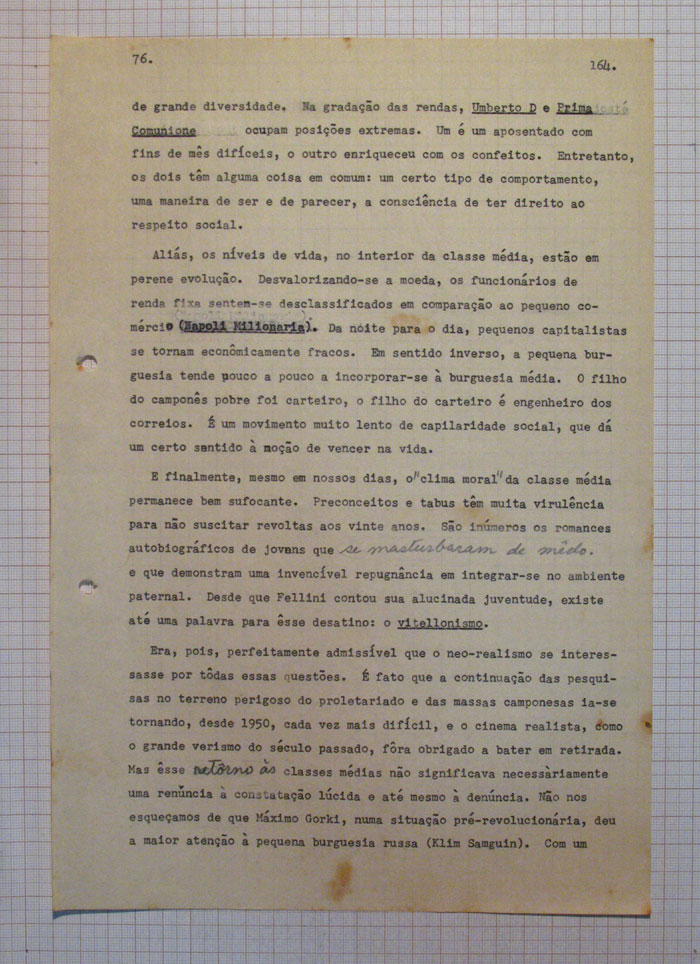 76.
164.
de grande diversidade. Na gradação das rendas, Umberto D e Prima
Comunione ocupam posições extremas. Um é um aposentado com
fins de mês difíceis, o outro enriqueceu com os confeitos. Entretanto,
os dois têm alguma coisa em comum: um certo tipo de comportamento,
uma maneira de ser e de parecer, a consciência de ter direito ao
respeito social.
Aliás, os níveis de vida, no interior da classe média, estão em
perene evolução. Desvalorizando-se a moeda, os funcionários de
renda fixa sentem-se desclassificados em comparação ao pequeno co-
mércio (Napoli Milionaria). Da noite para o dia, pequenos capitalistas
se tornam econômicamente fracos. Em sentido inverso, a pequena bur-
guesia tende pouco a pouco a incorporar-se à burguesia média. O filho
do camponês pobre foi carteiro, o filho do carteiro é engenheiro dos
correios. É um movimento muito lento de capilaridade social, que dá
um certo sentido à noção de vencer na vida.
E finalmente, mesmo em nossos dias, o "clima moral" da classe média
permanece bem sufocante. Preconceitos e tabus têm muita virulência
para não suscitar revoltas aos vinte anos. São inúmeros os romances
autobiográficos de jovens que se masturbaram de mêdo.
e que demonstram uma invencível repugnância em integrar-se no ambiente
paternal. Desde que Fellini contou sua alucinada juventude, existe
até uma palavra para êsse desatino: o vitellonismo.
Era, pois, perfeitamente admissível que o neo-realismo se interes-
sasse por tôdas essas questões. É fato que a continuação das pesqui-
sas no terreno perigoso do proletariado e das massas camponesas ia-se
tornando, desde 1950, cada vez mais difícil, e o cinema realista, como
o grande verismo do século passado, fôra obrigado a bater em retirada.
Mas êsse retôrno às classes médias não significava necessàriamente
uma renúncia à constatação lúcida e até mesmo à denúncia. Não nos
esqueçamos de que Máximo Gorki, numa situação pré-revolucionária, deu
a maior atenção à pequena burguesia russa (Klim Samguin). Com um